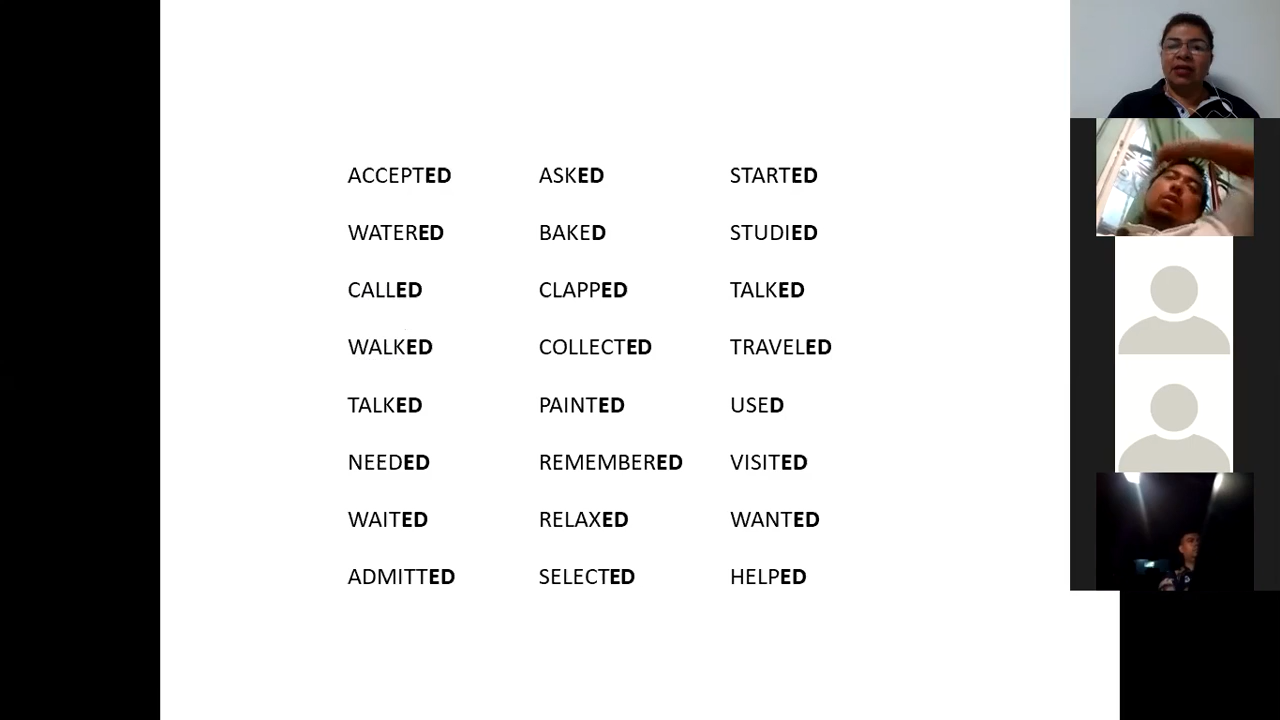 ACCEPTED ASKED STARTED
WATERED BAKED STUDIED
CALLED CLAPPED TALKED
WALKED COLLECTED TRAVELED
TALKED PAINTED USED
NEEDED REMEMBERED VISITED
WAITED RELAXED WANTED
ADMITTED SELECTED HELPED